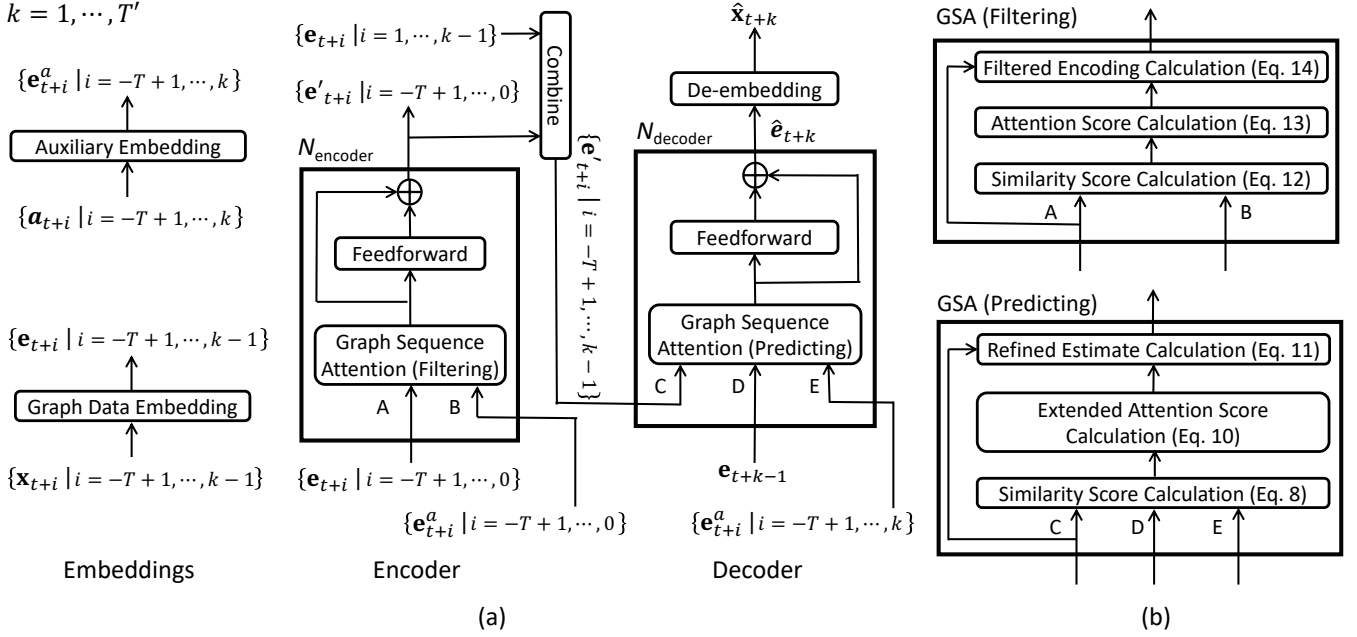 k = 1, ⋯, T′
{e^a_{t+i} | i = −T + 1, ⋯, k}
Auxiliary Embedding
{a_{t+i} | i = −T + 1, ⋯, k}
{e_{t+i} | i = −T + 1, ⋯, k − 1}
Graph Data Embedding
{x_{t+i} | i = −T + 1, ⋯, k − 1}
Embeddings
{e_{t+i} | i = 1, ⋯, k − 1}
{e′_{t+i} | i = −T + 1, ⋯, 0}
Combine
N_encoder
Feedforward
Graph Sequence
Attention (Filtering)
A
B
{e_{t+i} | i = −T + 1, ⋯, 0}
{e^a_{t+i} | i = −T + 1, ⋯, 0}
Encoder
{e′_{t+i} | i = −T + 1, ⋯, k − 1}
x̂_{t+k}
De-embedding
ê_{t+k}
N_decoder
Feedforward
Graph Sequence
Attention (Predicting)
C
D
E
e_{t+k−1}
{e^a_{t+i} | i = −T + 1, ⋯, k}
Decoder
(a)
GSA (Filtering)
Filtered Encoding Calculation (Eq. 14)
Attention Score Calculation (Eq. 13)
Similarity Score Calculation (Eq. 12)
A
B
GSA (Predicting)
Refined Estimate Calculation (Eq. 11)
Extended Attention Score
Calculation (Eq. 10)
Similarity Score Calculation (Eq. 8)
C
D
E
(b)